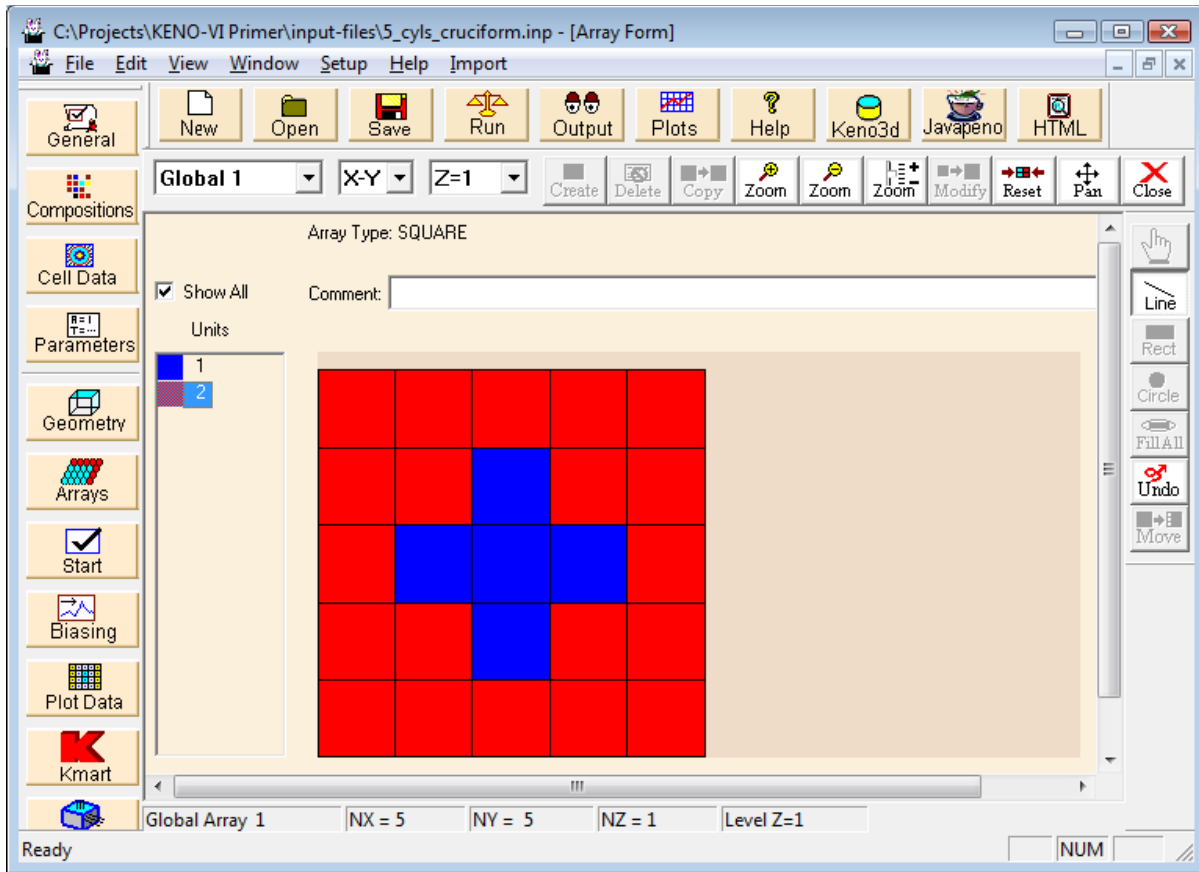 C:\Projects\KENO-VI Primer\input-files\5_cyls_cruciform.inp - [Array Form]
File Edit View Window Setup Help Import
General
New Open Save Run Output Plots Help Keno3d Javapeno HTML
Global 1 X-Y Z=1 Create Delete Copy Zoom Zoom Zoom Modify Reset Pan Close
Compositions
Cell Data
Parameters
Geometry
Arrays
Start
Biasing
Plot Data
Kmart
Array Type: SQUARE
Show All Comment:
Units
1
2
Line
Rect
Circle
Fill All
Undo
Move
Global Array 1 NX = 5 NY = 5 NZ = 1 Level Z=1
Ready NUM